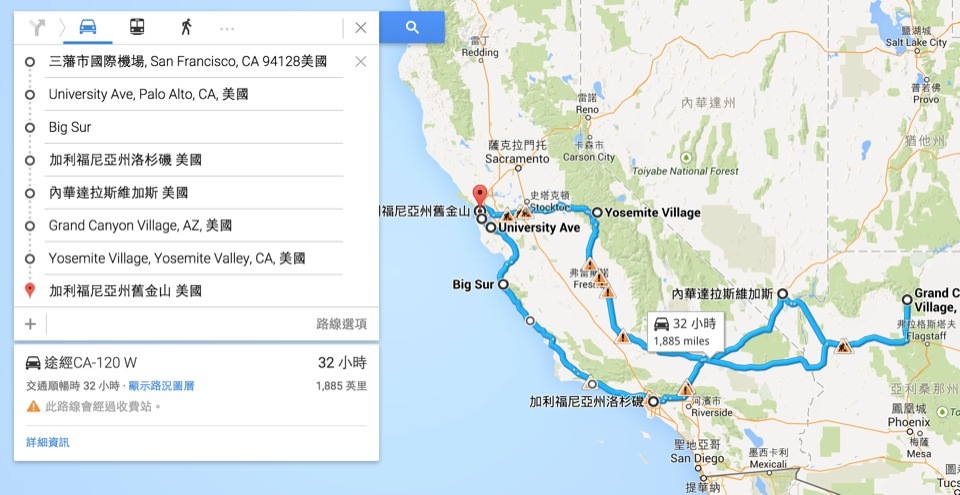 三藩市國際機場, San Francisco, CA 94128美國
University Ave, Palo Alto, CA, 美國
Big Sur
加利福尼亞州洛杉磯 美國
內華達拉斯維加斯 美國
Grand Canyon Village, AZ, 美國
Yosemite Village, Yosemite Valley, CA, 美國
加利福尼亞州舊金山 美國
路線選項
途經CA-120 W
32 小時
交通順暢時 32 小時 · 顯示路況圖層
1,885 英里
此路線會經過收費站。
詳細資訊
雷丁
Redding
鹽湖城
Salt Lake City
普若佛
Provo
雷諾
Reno
內華達州
猶他州
薩克拉門托
Sacramento
卡森市
Carson City
Toiyabe National Forest
史塔克頓
Stockton
福尼亞州舊金山
Yosemite Village
University Ave
弗雷斯諾
Fresno
Big Sur
內華達拉斯維加斯
Grand C
Village,
弗拉格斯塔夫
Flagstaff
32 小時
1,885 miles
加利福尼亞州洛杉磯
河濱市
Riverside
亞利桑那州
鳳凰城
Phoenix
梅薩
Mesa
To
聖地亞哥
San Diego
墨西卡利
Mexicali
提華納
圖
Tucs